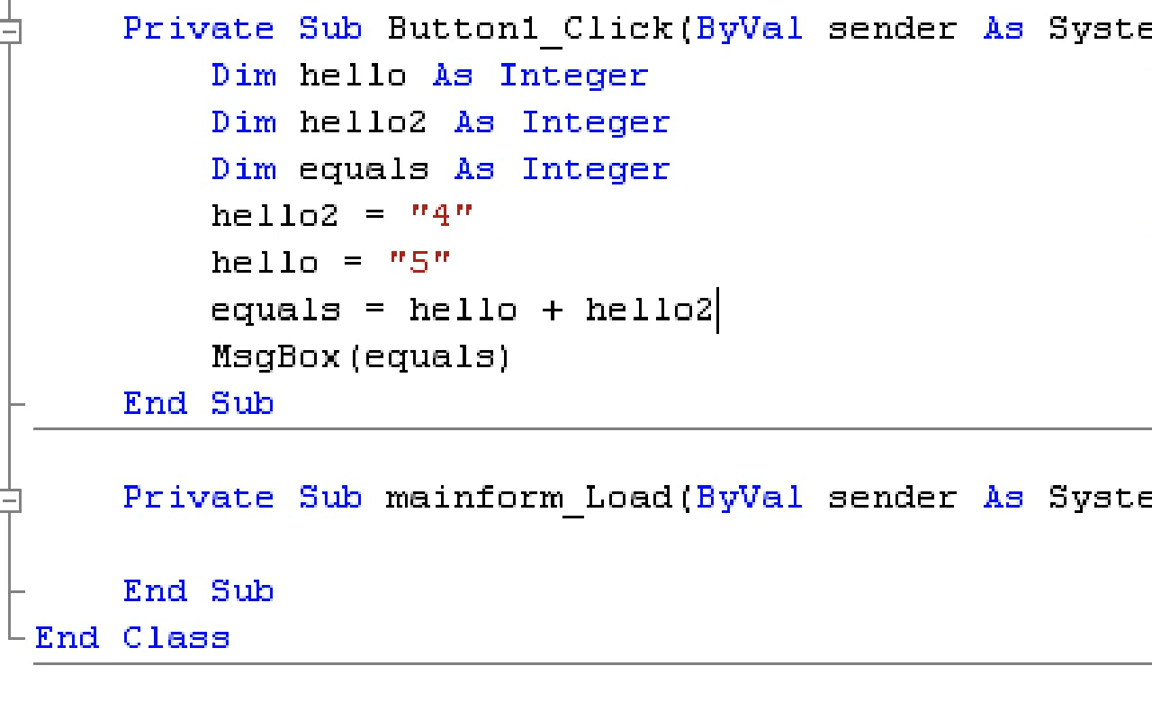 Private Sub Button1_Click(ByVal sender As Syste
Dim hello As Integer
Dim hello2 As Integer
Dim equals As Integer
hello2 = "4"
hello = "5"
equals = hello + hello2
MsgBox(equals)
End Sub
Private Sub mainform_Load(ByVal sender As Syste
End Sub
End Class